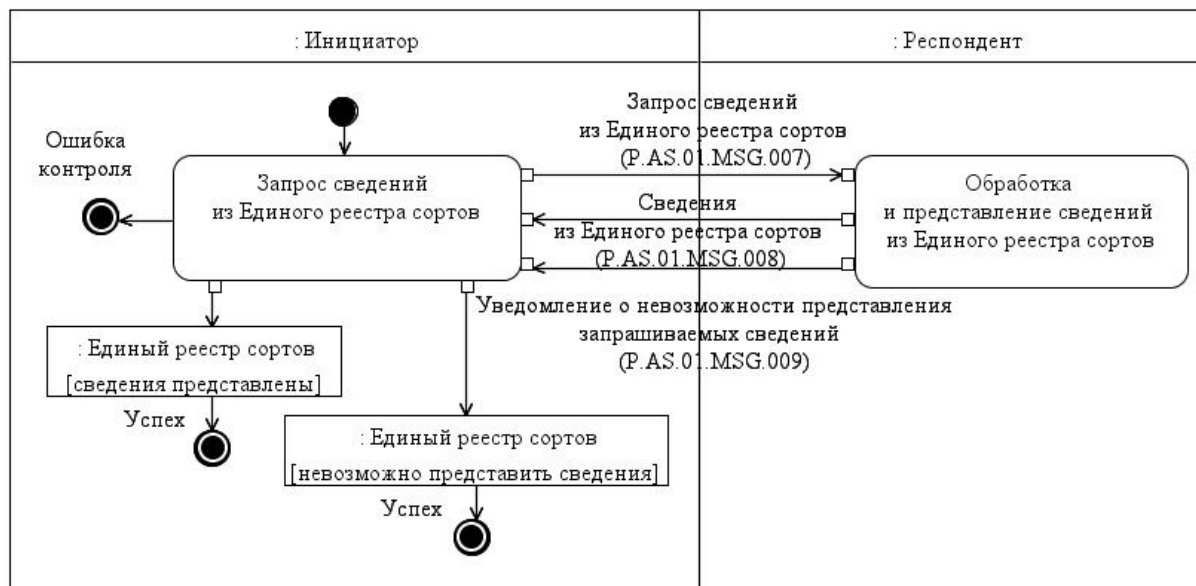 : Инициатор
: Респондент
Запрос сведений
из Единого реестра сортов
(P.AS.01.MSG.007)
Ошибка
контроля
Запрос сведений
из Единого реестра сортов
Сведения
из Единого реестра сортов
(P.AS.01.MSG.008)
Обработка
и представление сведений
из Единого реестра сортов
Уведомление о невозможности представления
запрашиваемых сведений
(P.AS.01.MSG.009)
: Единый реестр сортов
[сведения представлены]
Успех
: Единый реестр сортов
[невозможно представить сведения]
Успех